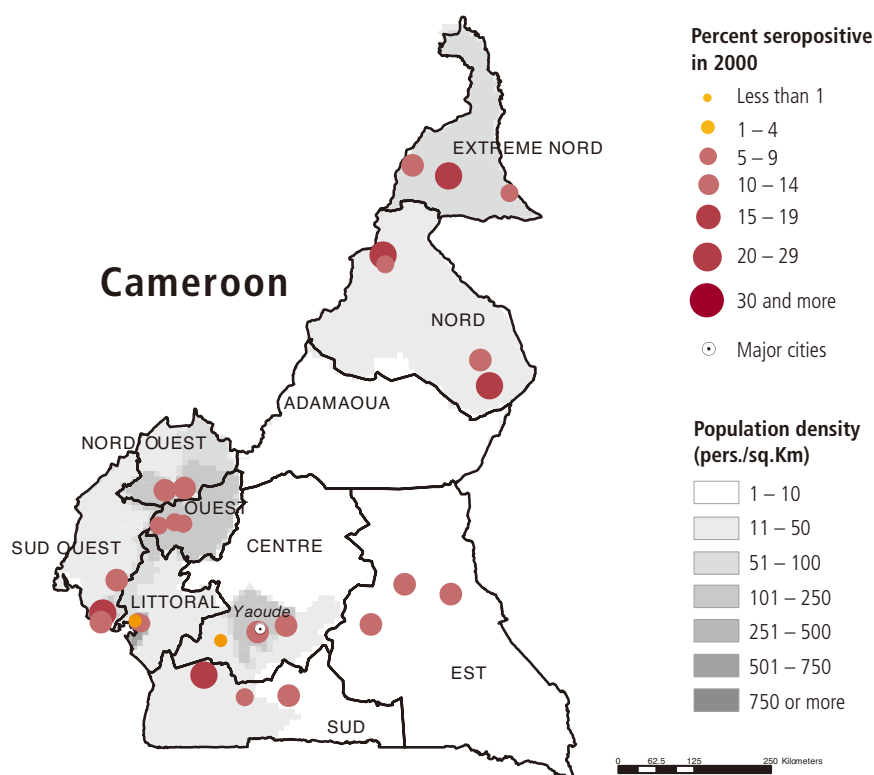 Percent seropositive
in 2000
Less than 1
1 – 4
5 – 9
10 – 14
15 – 19
20 – 29
30 and more
Major cities
EXTREME NORD
Cameroon
NORD
ADAMAOUA
NORD OUEST
OUEST
SUD OUEST
CENTRE
LITTORAL
Yaoude
EST
SUD
Population density
(pers./sq.Km)
1 – 10
11 – 50
51 – 100
101 – 250
251 – 500
501 – 750
750 or more
0 62.5 125 250 Kilometers